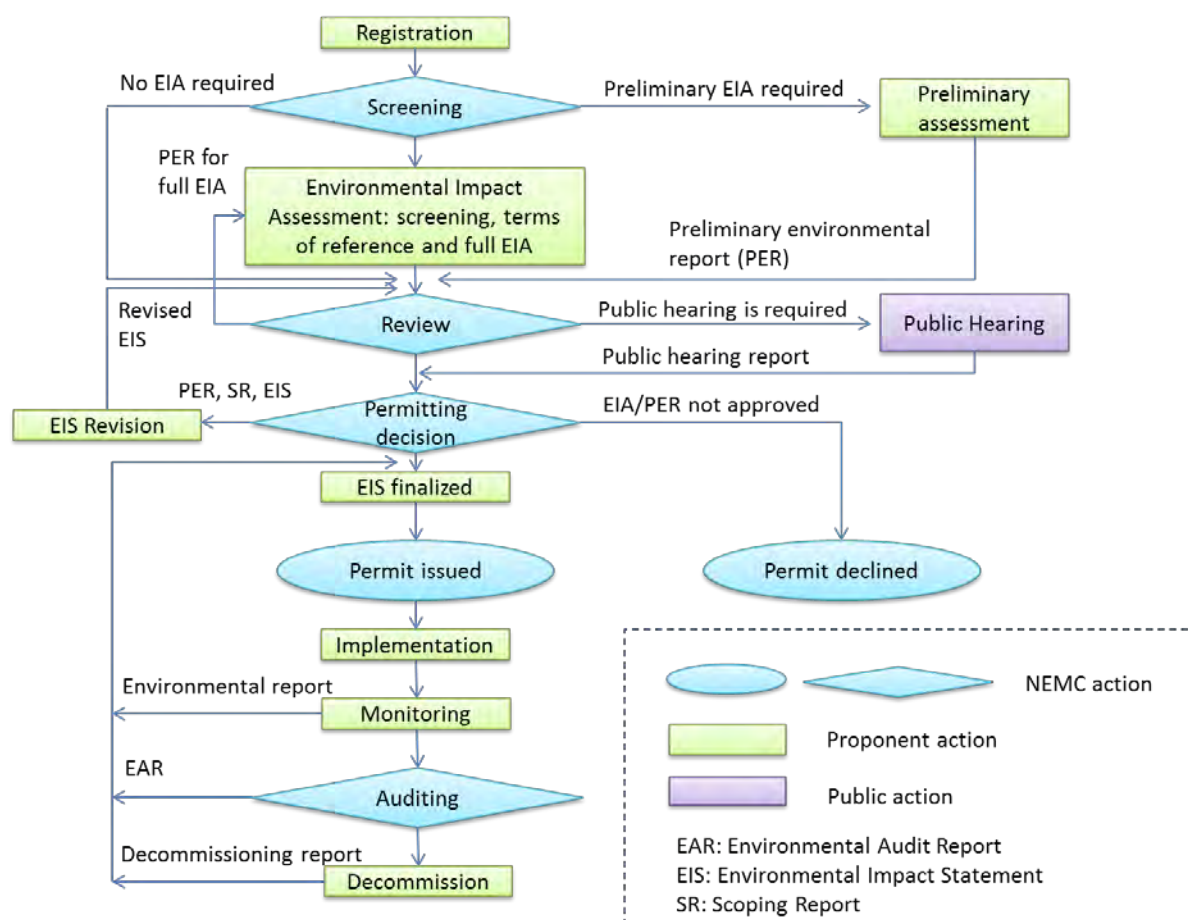 Registration
No EIA required
Screening
Preliminary EIA required
Preliminary
assessment
PER for
full EIA
Environmental Impact
Assessment: screening, terms
of reference and full EIA
Preliminary environmental
report (PER)
Revised
EIS
Review
Public hearing is required
Public Hearing
Public hearing report
PER, SR, EIS
EIS Revision
Permitting
decision
EIA/PER not approved
EIS finalized
Permit issued
Permit declined
Implementation
Environmental report
Monitoring
EAR
Auditing
Decommissioning report
Decommission
NEMC action
Proponent action
Public action
EAR: Environmental Audit Report
EIS: Environmental Impact Statement
SR: Scoping Report